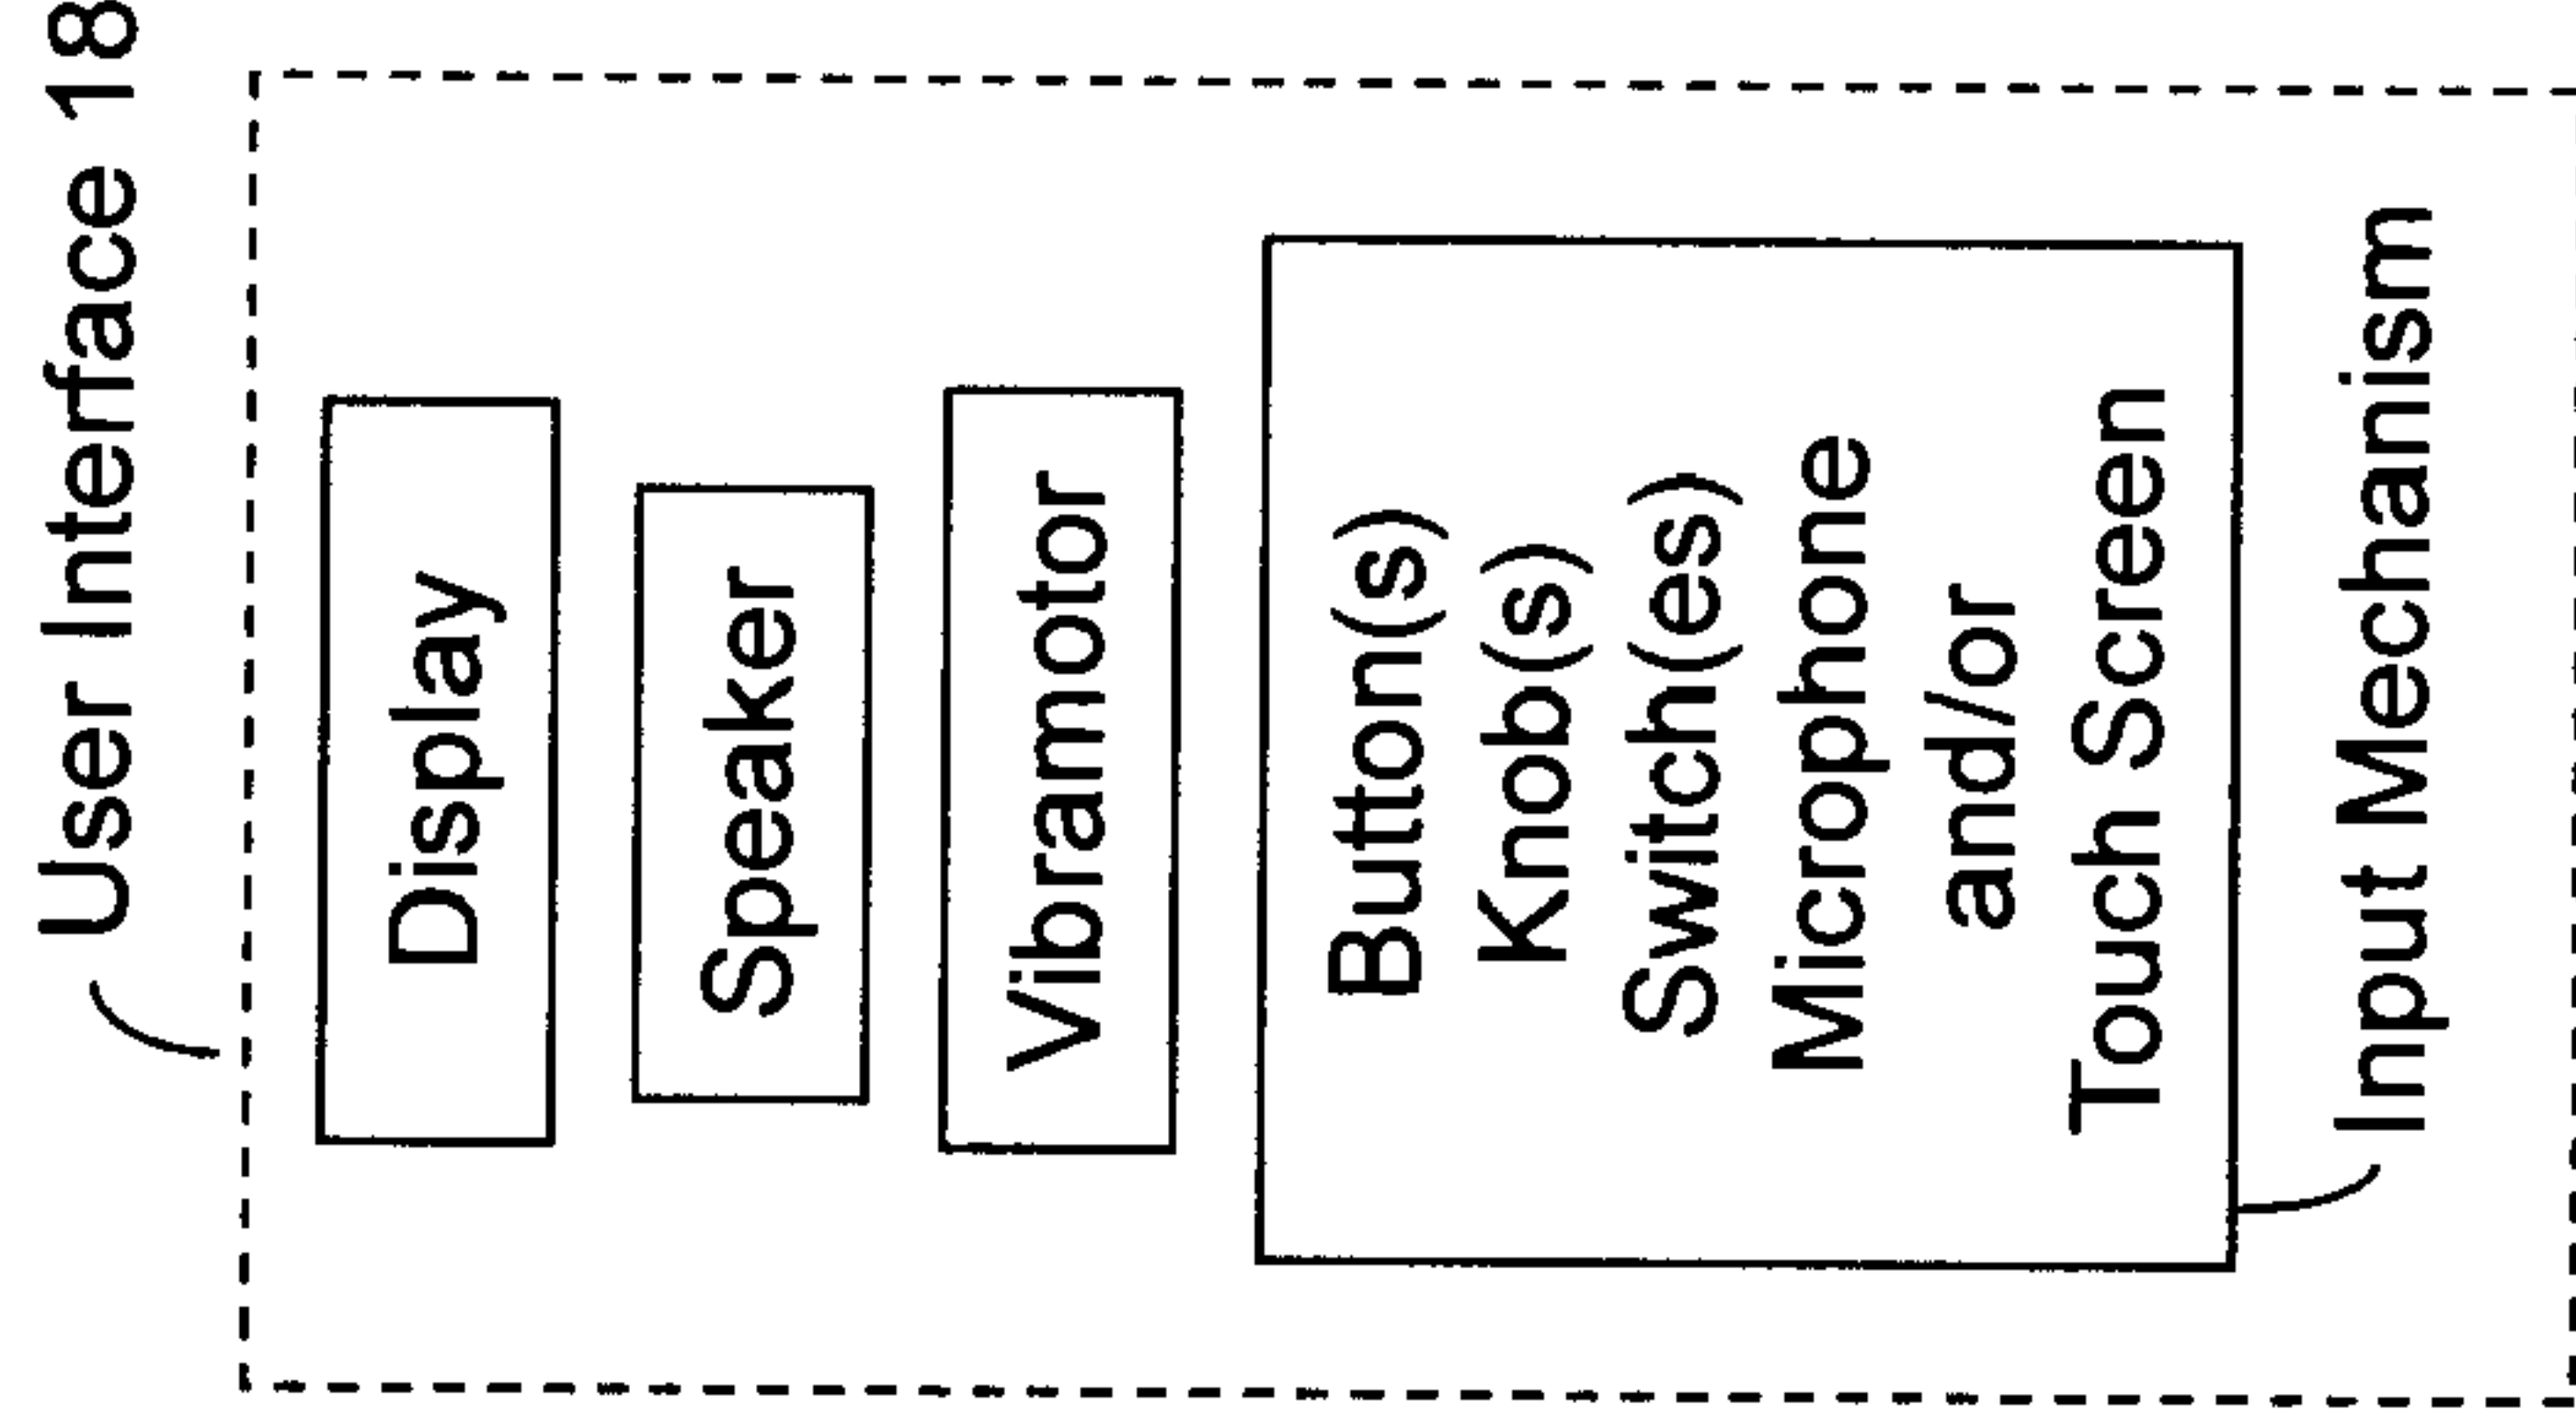 User Interface 18
Display
Speaker
Vibramotor
Button(s)
Knob(s)
Switch(es)
Microphone
and/or
Touch Screen
Input Mechanism